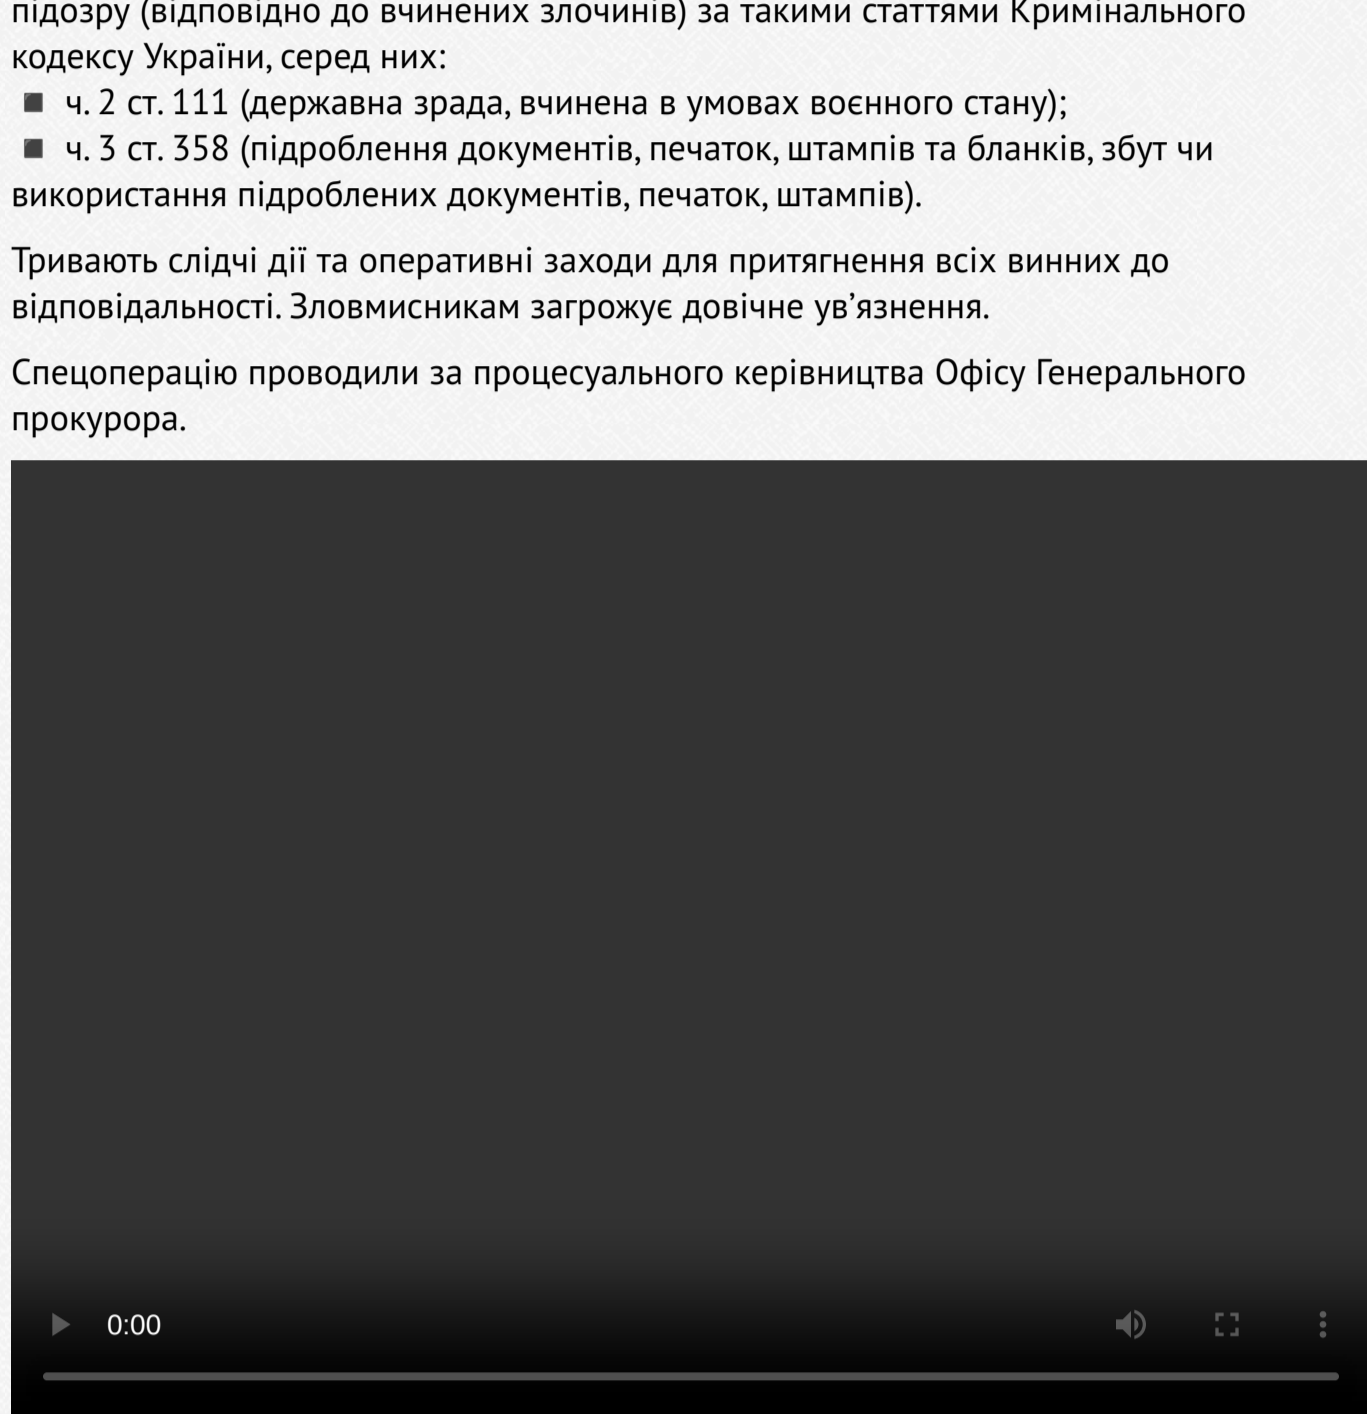 підозру (відповідно до вчинених злочинів) за такими статтями Кримінального
кодексу України, серед них:
◾ ч. 2 ст. 111 (державна зрада, вчинена в умовах воєнного стану);
◾ ч. 3 ст. 358 (підроблення документів, печаток, штампів та бланків, збут чи
використання підроблених документів, печаток, штампів).
Тривають слідчі дії та оперативні заходи для притягнення всіх винних до
відповідальності. Зловмисникам загрожує довічне ув’язнення.
Спецоперацію проводили за процесуального керівництва Офісу Генерального
прокурора.
0:00